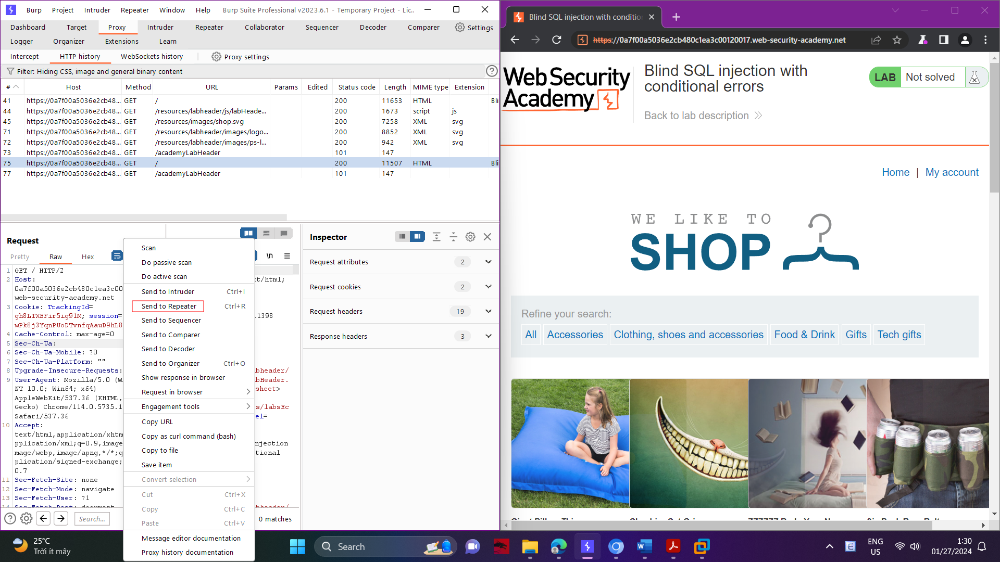 Burp Project Intruder Repeater Window Help Burp Suite Professional v2023.6.1 - Temporary Project - Lic...
Dashboard Target Proxy Intruder Repeater Collaborator Sequencer Decoder Comparer Settings
Logger Organizer Extensions Learn
Intercept HTTP history WebSockets history Proxy settings
Filter: Hiding CSS, image and general binary content
# Host Method URL Params Edited Status code Length MIME type Extension
41 https://0a7f00a5036e2cb48... GET / 200 11653 HTML Bli
44 https://0a7f00a5036e2cb48... GET /resources/labheader/js/labHeade... 200 1673 script js
45 https://0a7f00a5036e2cb48... GET /resources/images/shop.svg 200 7258 XML svg
71 https://0a7f00a5036e2cb48... GET /resources/labheader/images/logo... 200 8852 XML svg
72 https://0a7f00a5036e2cb48... GET /resources/labheader/images/ps-l... 200 942 XML svg
73 https://0a7f00a5036e2cb48... GET /academyLabHeader 101 147
75 https://0a7f00a5036e2cb48... GET / 200 11507 HTML Bli
77 https://0a7f00a5036e2cb48... GET /academyLabHeader 101 147
Request
Pretty Raw Hex
\n
1 GET / HTTP/2
2 Host:
0a7f00a5036e2cb480c1ea3c00
web-security-academy.net
3 Cookie: TrackingId=
gh8LTXEFir5ig9lM; session=
wPk8j3YqnPUoDTvnfqAauD9hL8
4 Cache-Control: max-age=0
5 Sec-Ch-Ua:
6 Sec-Ch-Ua-Mobile: ?0
7 Sec-Ch-Ua-Platform: ""
8 Upgrade-Insecure-Requests:
9 User-Agent: Mozilla/5.0 (W
NT 10.0; Win64; x64)
AppleWebKit/537.36 (KHTML,
Gecko) Chrome/114.0.5735.1
Safari/537.36
10 Accept:
text/html,application/xhtm
pplication/xml;q=0.9,image
mage/webp,image/apng,*/*;q
plication/signed-exchange;
0.7
11 Sec-Fetch-Site: none
12 Sec-Fetch-Mode: navigate
13 Sec-Fetch-User: ?1
14 Sec-Fetch-Dest: document
Search...
0 matches
Scan
Do passive scan
Do active scan
Send to Intruder Ctrl+I
Send to Repeater Ctrl+R
Send to Sequencer
Send to Comparer
Send to Decoder
Send to Organizer Ctrl+O
Show response in browser
Request in browser
Engagement tools
Copy URL
Copy as curl command (bash)
Copy to file
Save item
Convert selection
Cut Ctrl+X
Copy Ctrl+C
Paste Ctrl+V
Message editor documentation
Proxy history documentation
xt/html;
11398
bheader/
bHeader.
sheet>
s/labsEc
el=
njection
tional
bheader/
Inspector
Request attributes 2
Request cookies 2
Request headers 19
Response headers 3
Blind SQL injection with condition
https://0a7f00a5036e2cb480c1ea3c00120017.web-security-academy.net
Web Security
Academy
Blind SQL injection with
conditional errors
Back to lab description
LAB Not solved
Home | My account
WE LIKE TO
SHOP
Refine your search:
All Accessories Clothing, shoes and accessories Food & Drink Gifts Tech gifts
25°C
Trời ít mây
Search
ENG
US
1:30
01/27/2024